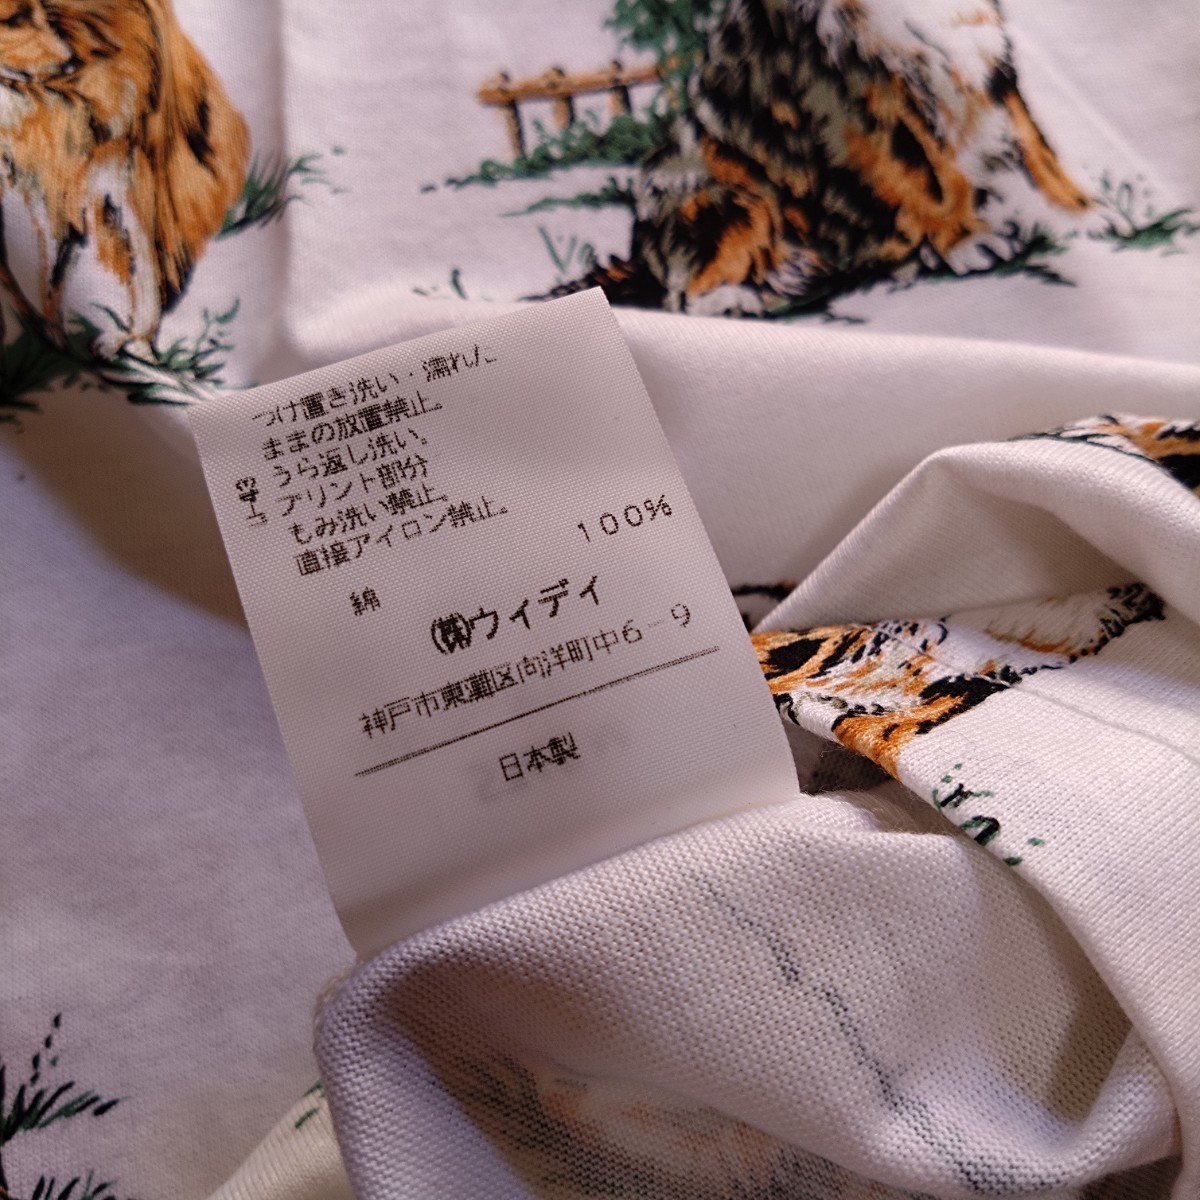 つけ置き洗い・濡れた
ままの放置禁止。
うら返し洗い。
プリント部分
もみ洗い禁止。
直接アイロン禁止。
綿 100%
㈱ウィディ
神戸市東灘区向洋町中6-9
日本製